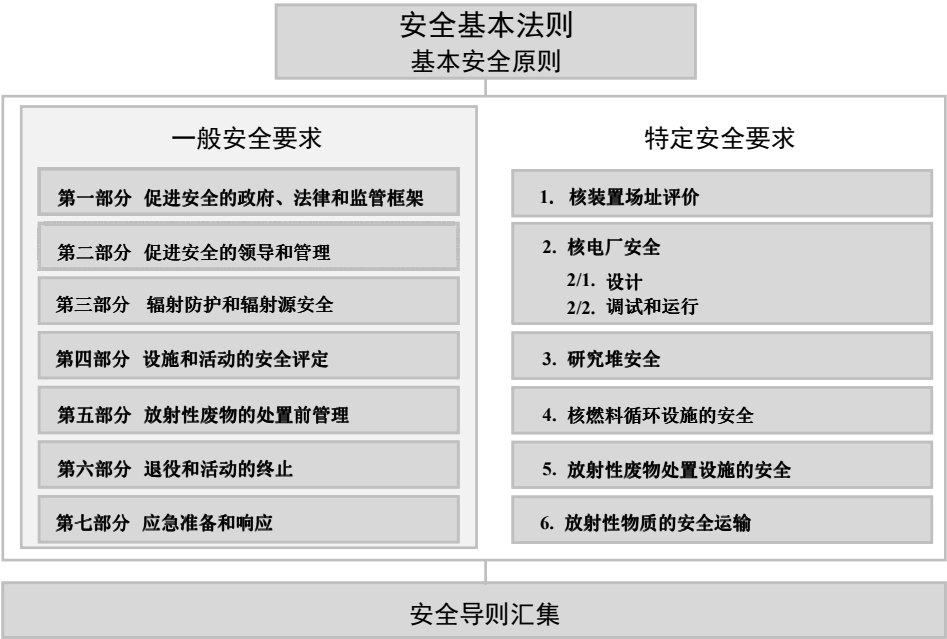 安全基本法则
基本安全原则
一般安全要求
第一部分 促进安全的政府、法律和监管框架
第二部分 促进安全的领导和管理
第三部分 辐射防护和辐射源安全
第四部分 设施和活动的安全评定
第五部分 放射性废物的处置前管理
第六部分 退役和活动的终止
第七部分 应急准备和响应
特定安全要求
1. 核装置场址评价
2. 核电厂安全
2/1. 设计
2/2. 调试和运行
3. 研究堆安全
4. 核燃料循环设施的安全
5. 放射性废物处置设施的安全
6. 放射性物质的安全运输
安全导则汇集